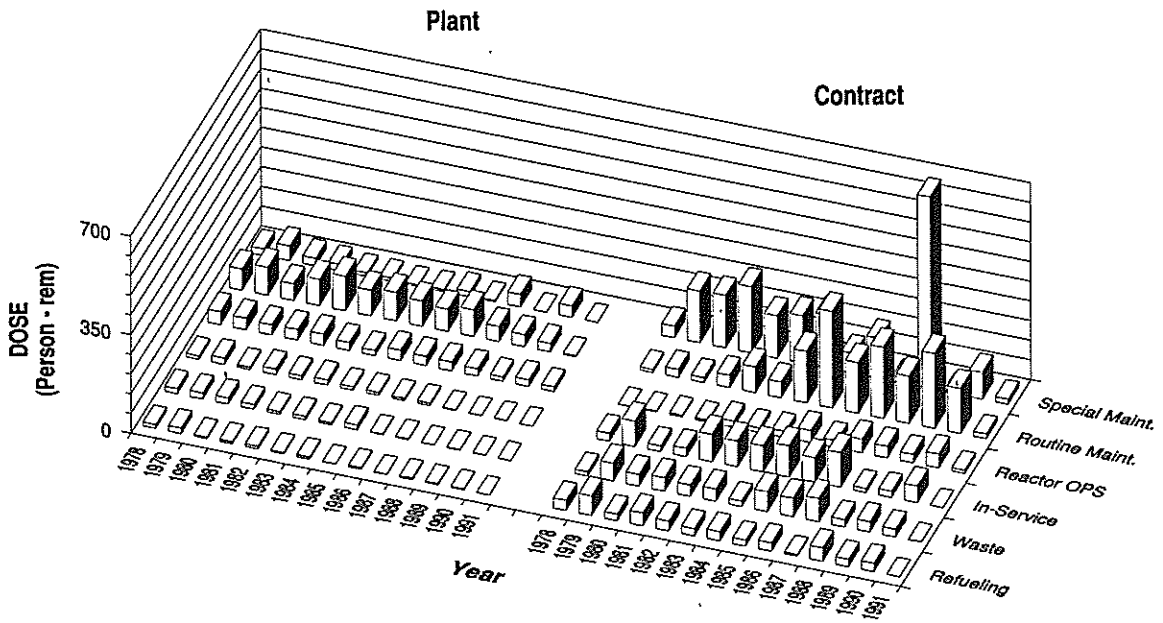 Plant
Contract
700
350
0
DOSE
(Person - rem)
1978
1979
1980
1981
1982
1983
1984
1985
1986
1987
1988
1989
1990
1991
1978
1979
1980
1981
1982
1983
1984
1985
1986
1987
1988
1989
1990
1991
Year
Special Maint.
Routine Maint.
Reactor OPS
In-Service
Waste
Refueling